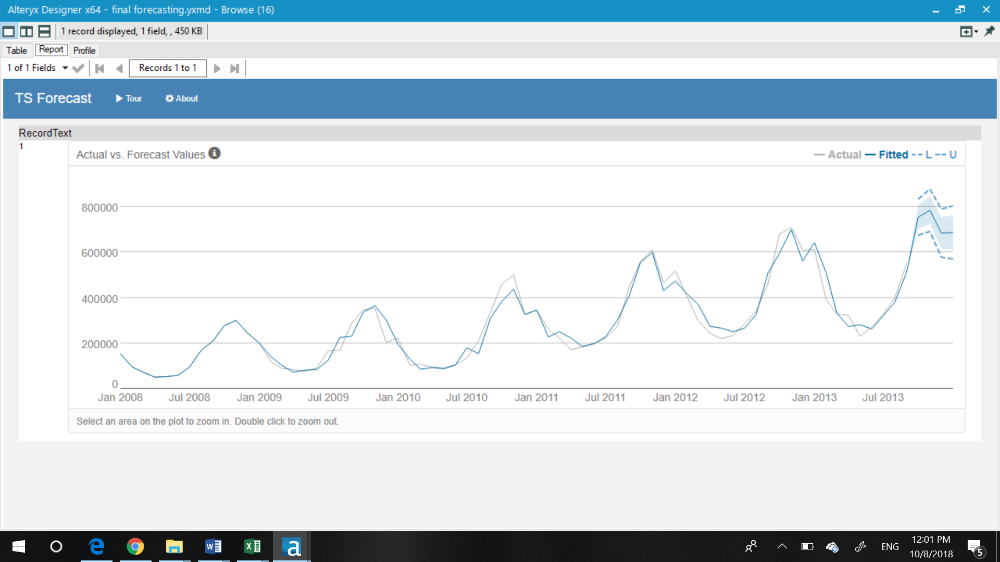 Alteryx Designer x64 - final forecasting.yxmd - Browse (16)
1 record displayed, 1 field, , 450 KB
Table Report Profile
1 of 1 Fields Records 1 to 1
TS Forecast Tour About
RecordText
1
Actual vs. Forecast Values Actual Fitted L U
800000
600000
400000
200000
0
Jan 2008 Jul 2008 Jan 2009 Jul 2009 Jan 2010 Jul 2010 Jan 2011 Jul 2011 Jan 2012 Jul 2012 Jan 2013 Jul 2013
Select an area on the plot to zoom in. Double click to zoom out.
ENG 12:01 PM
10/8/2018 5